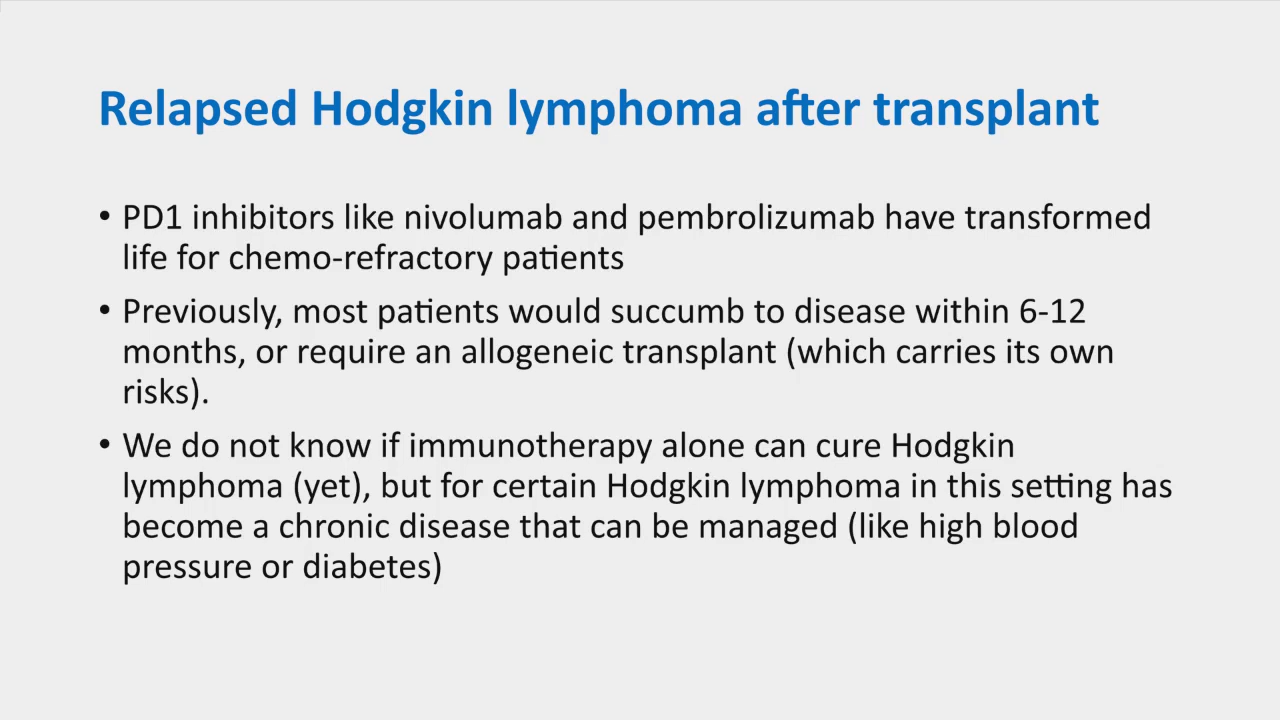 Relapsed Hodgkin lymphoma after transplant
• PD1 inhibitors like nivolumab and pembrolizumab have transformed
life for chemo-refractory patients
• Previously, most patients would succumb to disease within 6-12
months, or require an allogeneic transplant (which carries its own
risks).
• We do not know if immunotherapy alone can cure Hodgkin
lymphoma (yet), but for certain Hodgkin lymphoma in this setting has
become a chronic disease that can be managed (like high blood
pressure or diabetes)